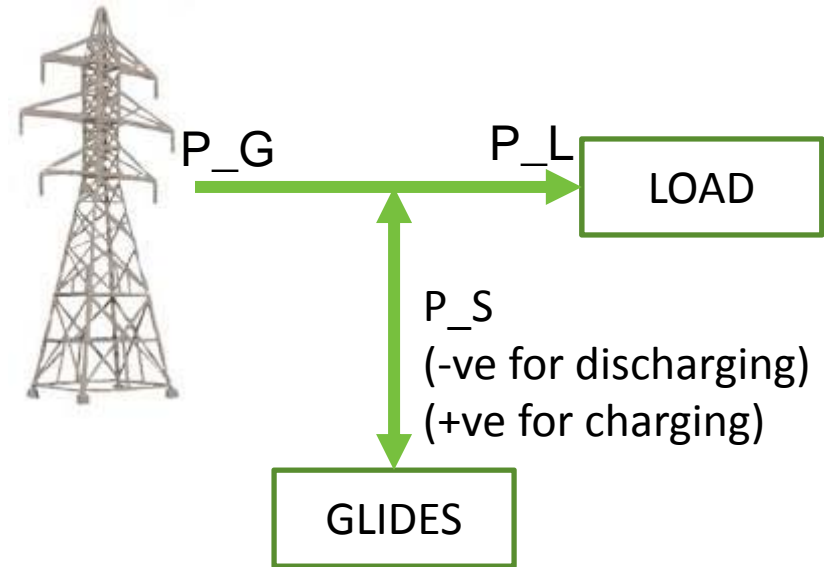 P_G
P_L
LOAD
P_S
(-ve for discharging)
(+ve for charging)
GLIDES